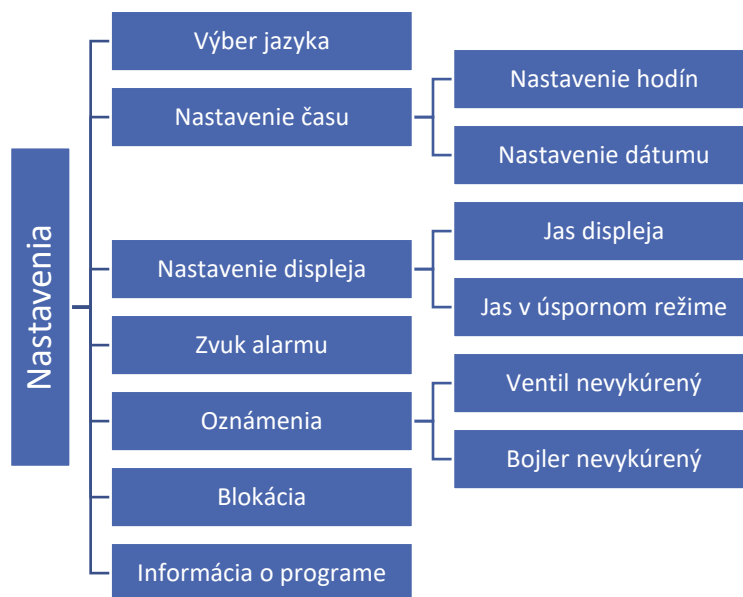 Nastavenia
Výber jazyka
Nastavenie času
Nastavenie hodín
Nastavenie dátumu
Nastavenie displeja
Jas displeja
Jas v úspornom režime
Zvuk alarmu
Oznámenia
Ventil nevykúrený
Bojler nevykúrený
Blokácia
Informácia o programe